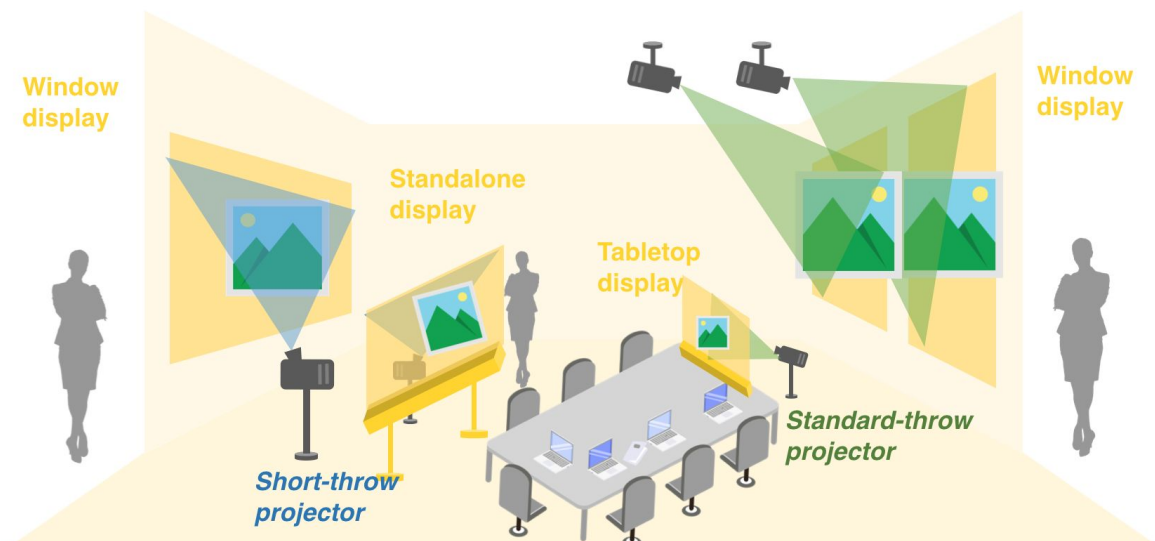 Window
display
Standalone
display
Tabletop
display
Window
display
Short-throw
projector
Standard-throw
projector